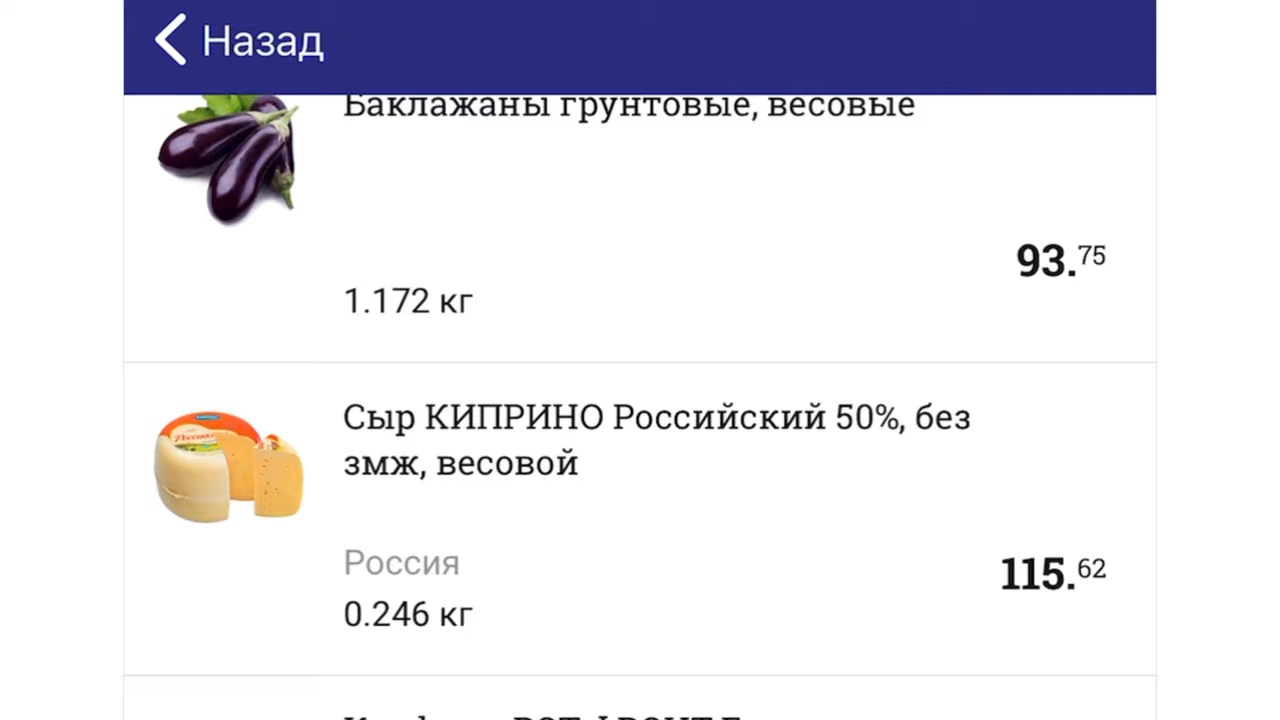 Назад
Баклажаны грунтовые, весовые
93.75
1.172 кг
Сыр КИПРИНО Российский 50%, без
змж, весовой
Россия
115.62
0.246 кг